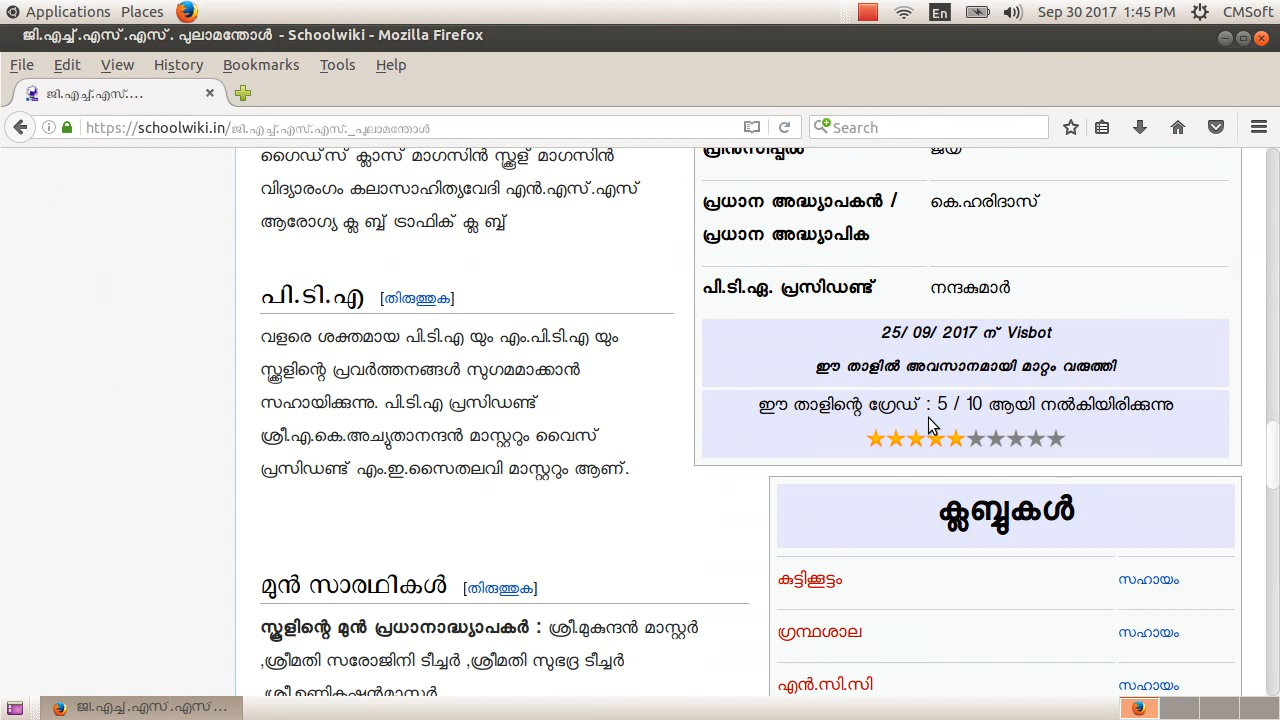 Applications Places
En
Sep 30 2017 1:45 PM
CMSoft
ജി.എച്ച്.എസ്.എസ്. പുലാമന്തോൾ - Schoolwiki - Mozilla Firefox
File Edit View History Bookmarks Tools Help
ജി.എച്ച്.എസ്....
https://schoolwiki.in/ജി.എച്ച്.എസ്.എസ്._പുലാമന്തോൾ
Search
ഗൈഡ്സ് ക്ലാസ് മാഗസിൻ സ്ക്കൂള് മാഗസിൻ
വിദ്യാരംഗം കലാസാഹിത്യവേദി എൻ.എസ്.എസ്
ആരോഗ്യ ക്ല ബ്ബ് ട്രാഫിക് ക്ല ബ്ബ്
പി.ടി.എ [തിരുത്തുക]
വളരെ ശക്തമായ പി.ടി.എ യും എം.പി.ടി.എ യും
സ്ക്കൂളിന്റെ പ്രവർത്തനങ്ങൾ സുഗമമാക്കാൻ
സഹായിക്കുന്നു. പി.ടി.എ പ്രസിഡണ്ട്
ശ്രീ.എ.കെ.അച്യുതാനന്ദൻ മാസ്റ്ററും വൈസ്
പ്രസിഡണ്ട് എം.ഇ.സൈതലവി മാസ്റ്ററും ആണ്.
മുൻ സാരഥികൾ [തിരുത്തുക]
സ്ക്കൂളിന്റെ മുൻ പ്രധാനാദ്ധ്യാപകർ : ശ്രീ.മുകുന്ദൻ മാസ്റ്റർ
,ശ്രീമതി സരോജിനി ടീച്ചർ ,ശ്രീമതി സുഭദ്ര ടീച്ചർ
പ്രിൻസിപ്പൽ ജയ
പ്രധാന അദ്ധ്യാപകൻ / കെ.ഹരിദാസ്
പ്രധാന അദ്ധ്യാപിക
പി.ടി.ഏ. പ്രസിഡണ്ട് നന്ദകുമാർ
25/ 09/ 2017 ന് Visbot
ഈ താളിൽ അവസാനമായി മാറ്റം വരുത്തി
ഈ താളിന്റെ ഗ്രേഡ് : 5 / 10 ആയി നൽകിയിരിക്കുന്നു
ക്ലബ്ബുകൾ
കുട്ടിക്കൂട്ടം സഹായം
ഗ്രന്ഥശാല സഹായം
എൻ.സി.സി സഹായം
ജി.എച്ച്.എസ്.എസ്...